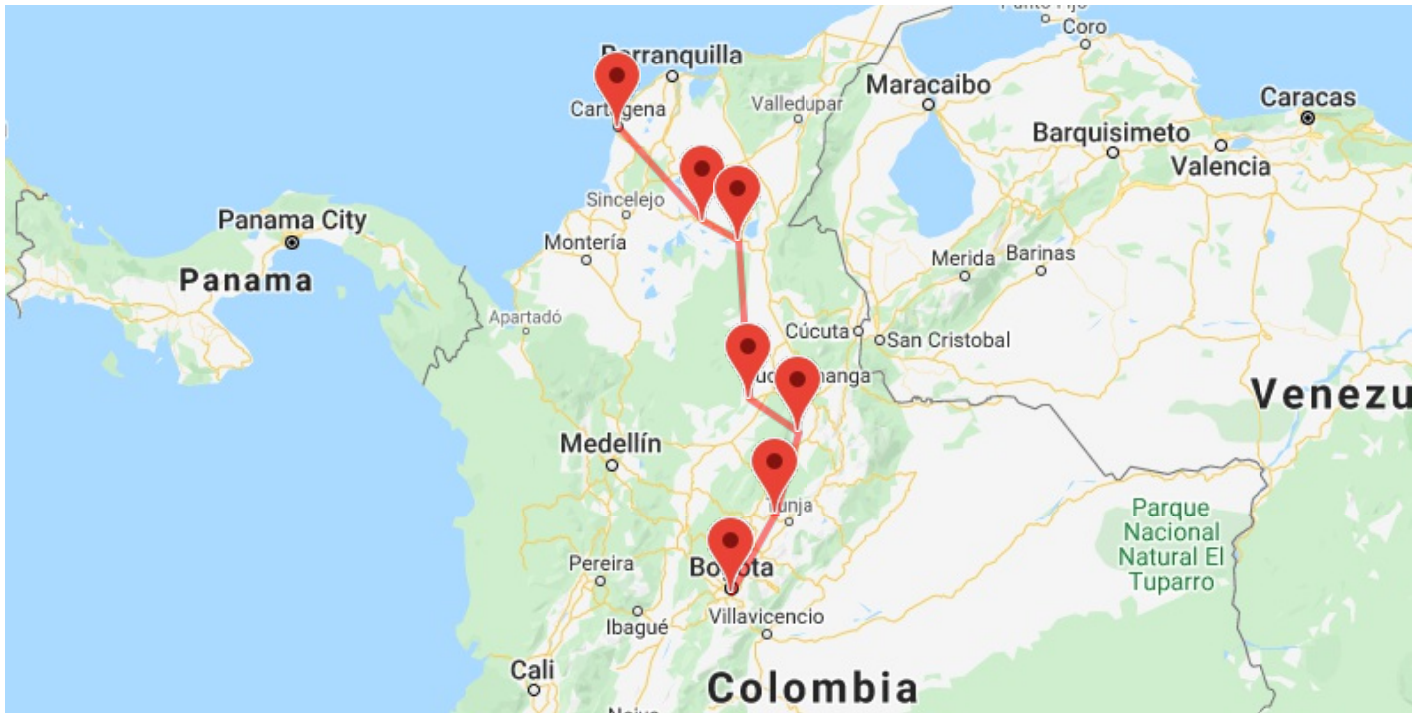 Coro
Barranquilla
Maracaibo
Caracas
Valledupar
Cartagena
Barquisimeto
Valencia
Sincelejo
Panama City
Montería
Merida
Barinas
Panama
Apartadó
Cúcuta
San Cristobal
Venezu
Medellín
Tunja
Parque
Nacional
Natural El
Tuparro
Pereira
Bogota
Villavicencio
Ibagué
Cali
Colombia